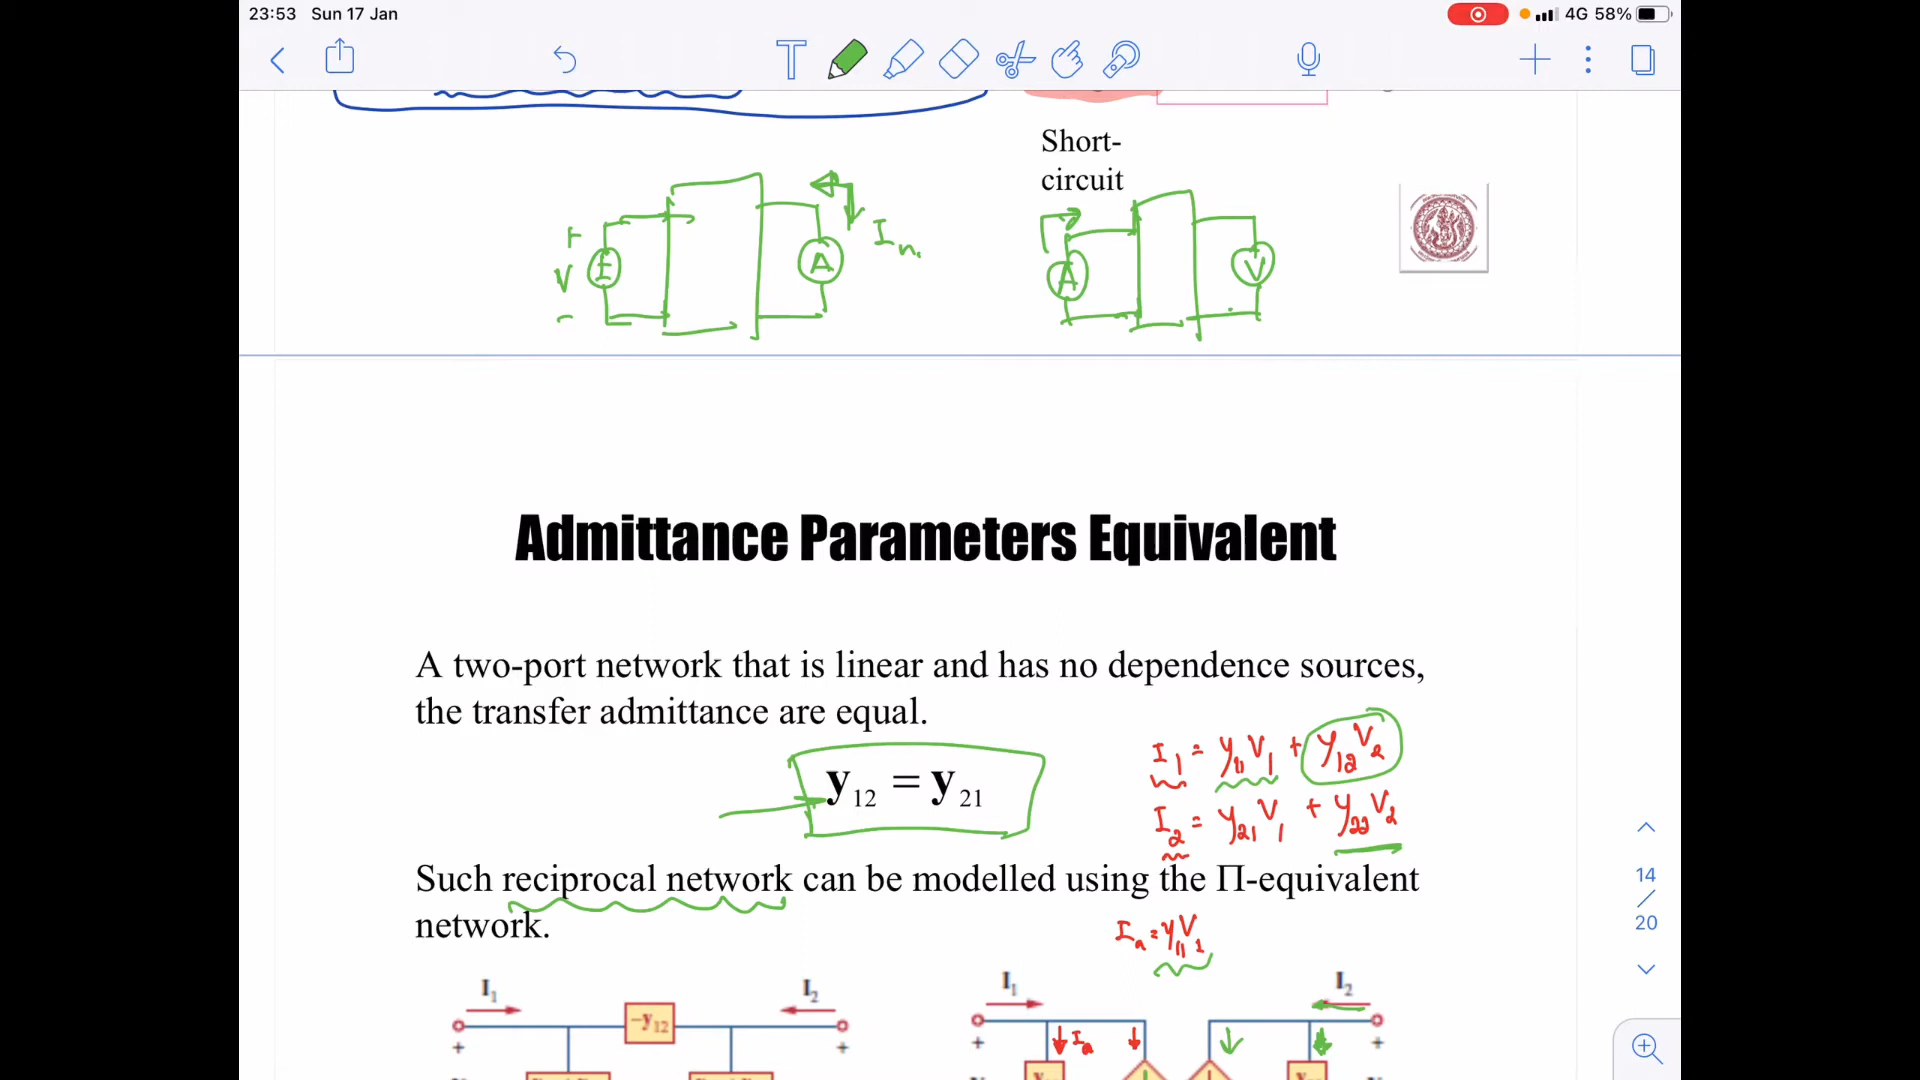 23:53 Sun 17 Jan
4G 58%
T
Short-
circuit
+
V
-
E
A
I n.
A
V
Admittance Parameters Equivalent
A two-port network that is linear and has no dependence sources,
the transfer admittance are equal.
y12 = y21
I1 = y11V1 + y12V2
I2 = y21V1 + y22V2
Such reciprocal network can be modelled using the Π-equivalent
network.
Ia = y11V1
14
/
20
I1
-y12
I2
I1
I2
+
+
+
Ia
+